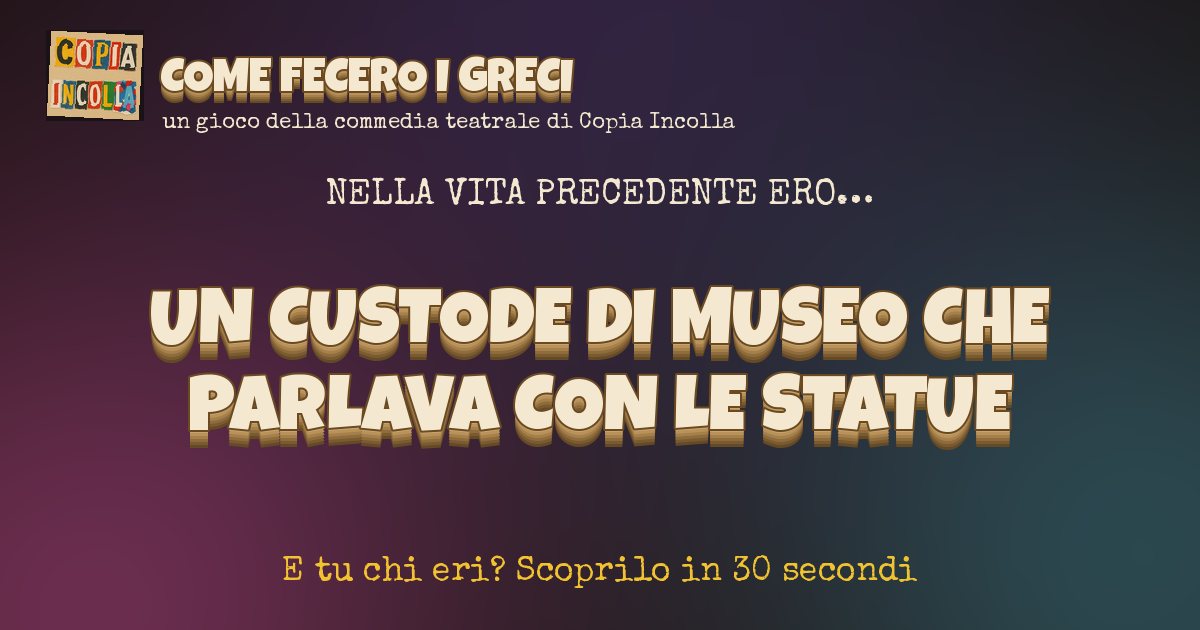 COPIA
INCOLLA
COME FECERO I GRECI
un gioco della commedia teatrale di Copia Incolla
NELLA VITA PRECEDENTE ERO...
UN CUSTODE DI MUSEO CHE
PARLAVA CON LE STATUE
E tu chi eri? Scoprilo in 30 secondi